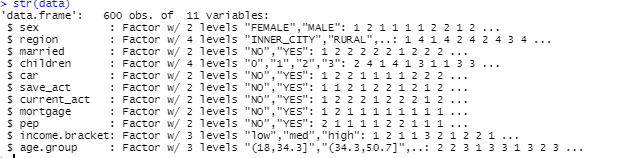 > str(data)
'data.frame':   600 obs. of  11 variables:
 $ sex           : Factor w/ 2 levels "FEMALE","MALE": 1 2 1 1 1 1 2 2 1 2 ...
 $ region        : Factor w/ 4 levels "INNER_CITY","RURAL",..: 1 4 1 4 2 4 2 4 3 4 ...
 $ married       : Factor w/ 2 levels "NO","YES": 1 2 2 2 2 2 1 2 2 2 ...
 $ children      : Factor w/ 4 levels "0","1","2","3": 2 4 1 4 1 3 1 1 3 3 ...
 $ car           : Factor w/ 2 levels "NO","YES": 1 2 2 1 1 1 1 2 2 2 ...
 $ save_act      : Factor w/ 2 levels "NO","YES": 1 1 2 1 2 2 1 2 1 2 ...
 $ current_act   : Factor w/ 2 levels "NO","YES": 1 2 2 2 1 2 2 2 1 2 ...
 $ mortgage      : Factor w/ 2 levels "NO","YES": 1 2 1 1 1 1 1 1 1 1 ...
 $ pep           : Factor w/ 2 levels "NO","YES": 2 1 1 1 1 2 2 1 1 1 ...
 $ income.bracket: Factor w/ 3 levels "low","med","high": 1 2 1 1 3 2 1 2 2 1 ...
 $ age.group     : Factor w/ 3 levels "(18,34.3]","(34.3,50.7]",..: 2 2 3 1 3 3 1 3 2 3 ...